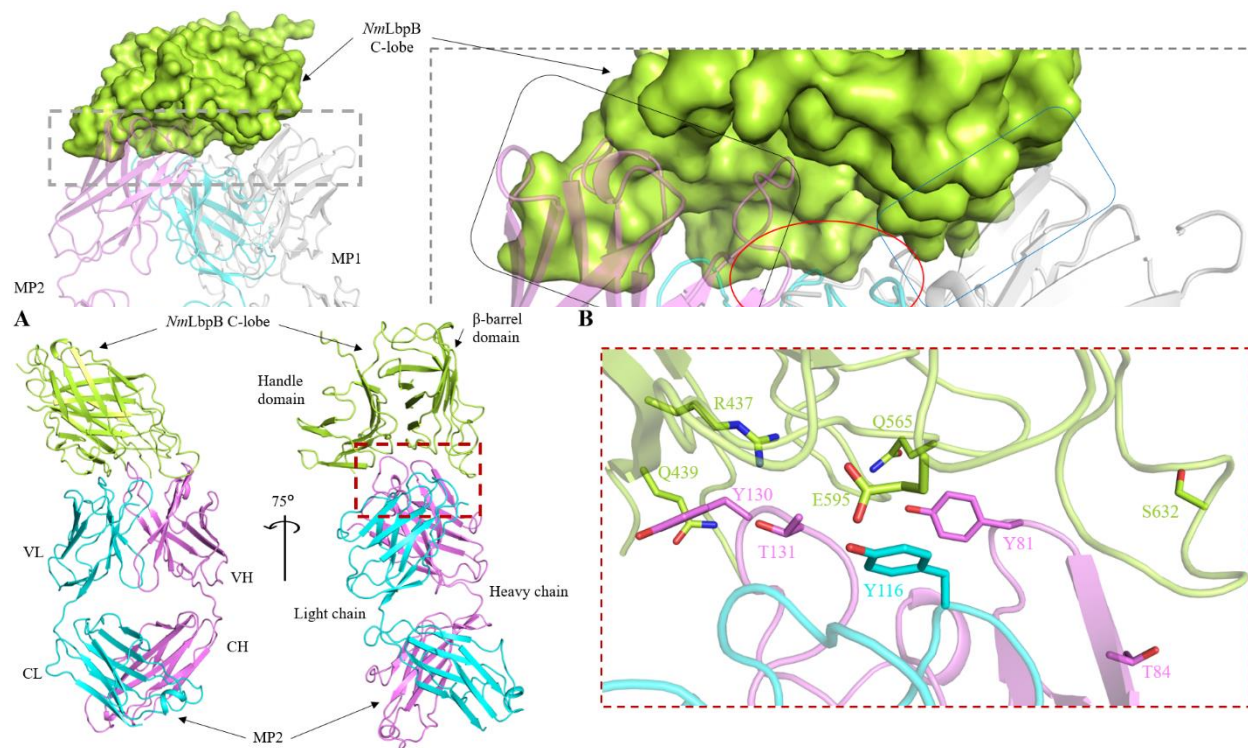 NmLbpB
C-lobe
MP2
MP1
A
NmLbpB C-lobe
β-barrel
domain
Handle
domain
75°
VL
VH
Light chain
Heavy chain
CL
CH
MP2
B
R437
Q565
Q439
Y130
E595
S632
T131
Y81
Y116
T84